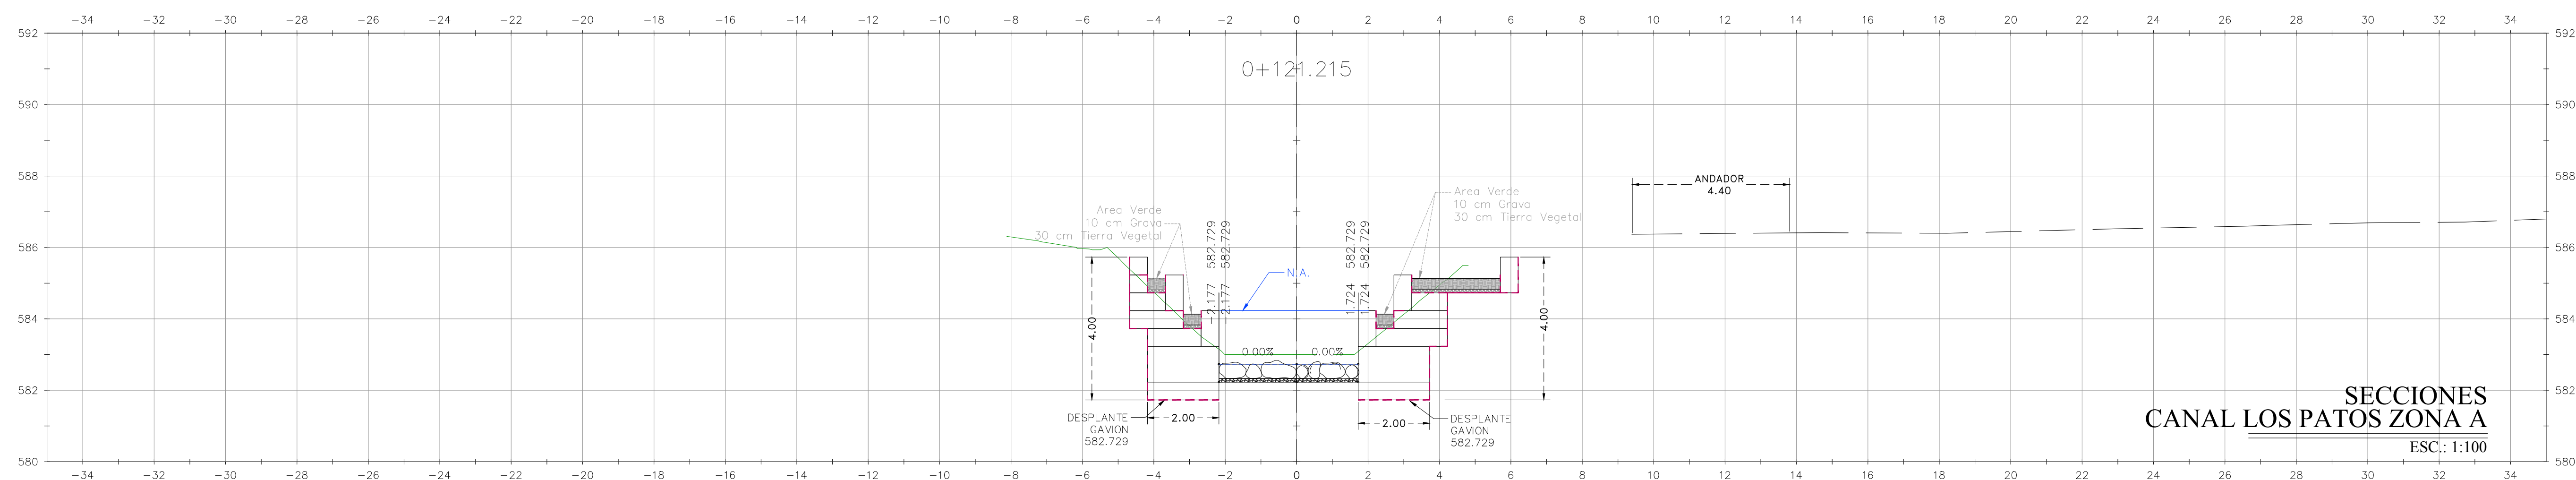 -34 -32 -30 -28 -26 -24 -22 -20 -18 -16 -14 -12 -10 -8 -6 -4 -2 0 2 4 6 8 10 12 14 16 18 20 22 24 26 28 30 32 34
592 592
0+121.215
590 590
588 588
ANDADOR
4.40
Area Verde
10 cm Grava
30 cm Tierra Vegetal
Area Verde
10 cm Grava
30 cm Tierra Vegetal
-2.177 582.729
-2.177 582.729
1.724 582.729
1.724 582.729
586 586
N.A.
584 584
4.00
4.00
0.00% 0.00%
582 582
DESPLANTE
GAVION
582.729
2.00
2.00
DESPLANTE
GAVION
582.729
SECCIONES
CANAL LOS PATOS ZONA A
ESC.: 1:100
580 580
-34 -32 -30 -28 -26 -24 -22 -20 -18 -16 -14 -12 -10 -8 -6 -4 -2 0 2 4 6 8 10 12 14 16 18 20 22 24 26 28 30 32 34